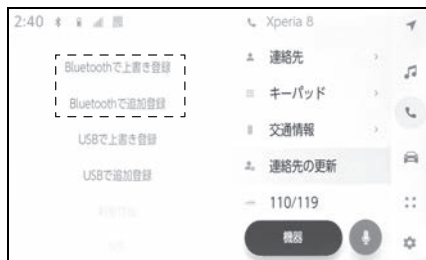 2:40
Bluetoothで上書き登録
Bluetoothで追加登録
USBで上書き登録
USBで追加登録
Xperia 8
連絡先
キーパッド
交通情報
連絡先の更新
110/119
機器